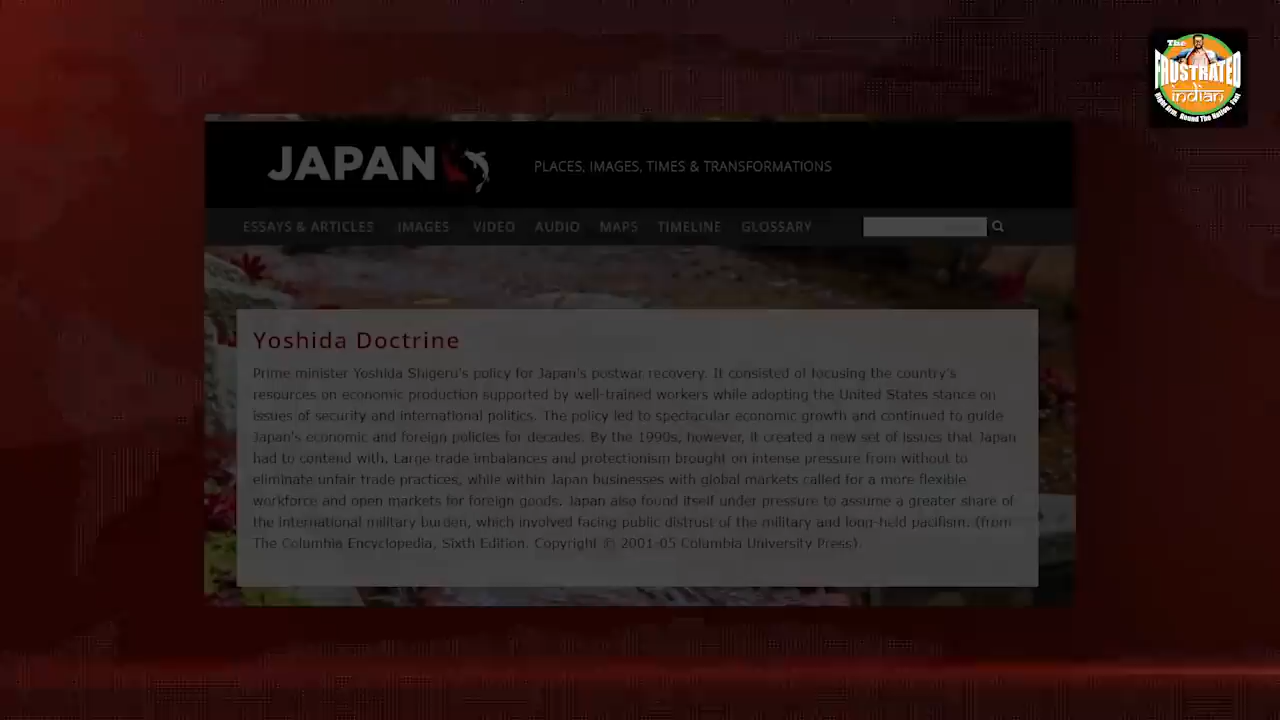 The
FRUSTRATED
indian
Right Arm. Round The Nation. Fast
JAPAN
PLACES, IMAGES, TIMES & TRANSFORMATIONS
ESSAYS & ARTICLES IMAGES VIDEO AUDIO MAPS TIMELINE GLOSSARY
Yoshida Doctrine
Prime minister Yoshida Shigeru's policy for Japan's postwar recovery. It consisted of focusing the country's
resources on economic production supported by well-trained workers while adopting the United States stance on
issues of security and international politics. The policy led to spectacular economic growth and continued to guide
Japan's economic and foreign policies for decades. By the 1990s, however, it created a new set of issues that Japan
had to contend with. Large trade imbalances and protectionism brought on intense pressure from without to
eliminate unfair trade practices, while within Japan businesses with global markets called for a more flexible
workforce and open markets for foreign goods. Japan also found itself under pressure to assume a greater share of
the international military burden, which involved facing public distrust of the military and long-held pacifism. (from
The Columbia Encyclopedia, Sixth Edition. Copyright © 2001-05 Columbia University Press).